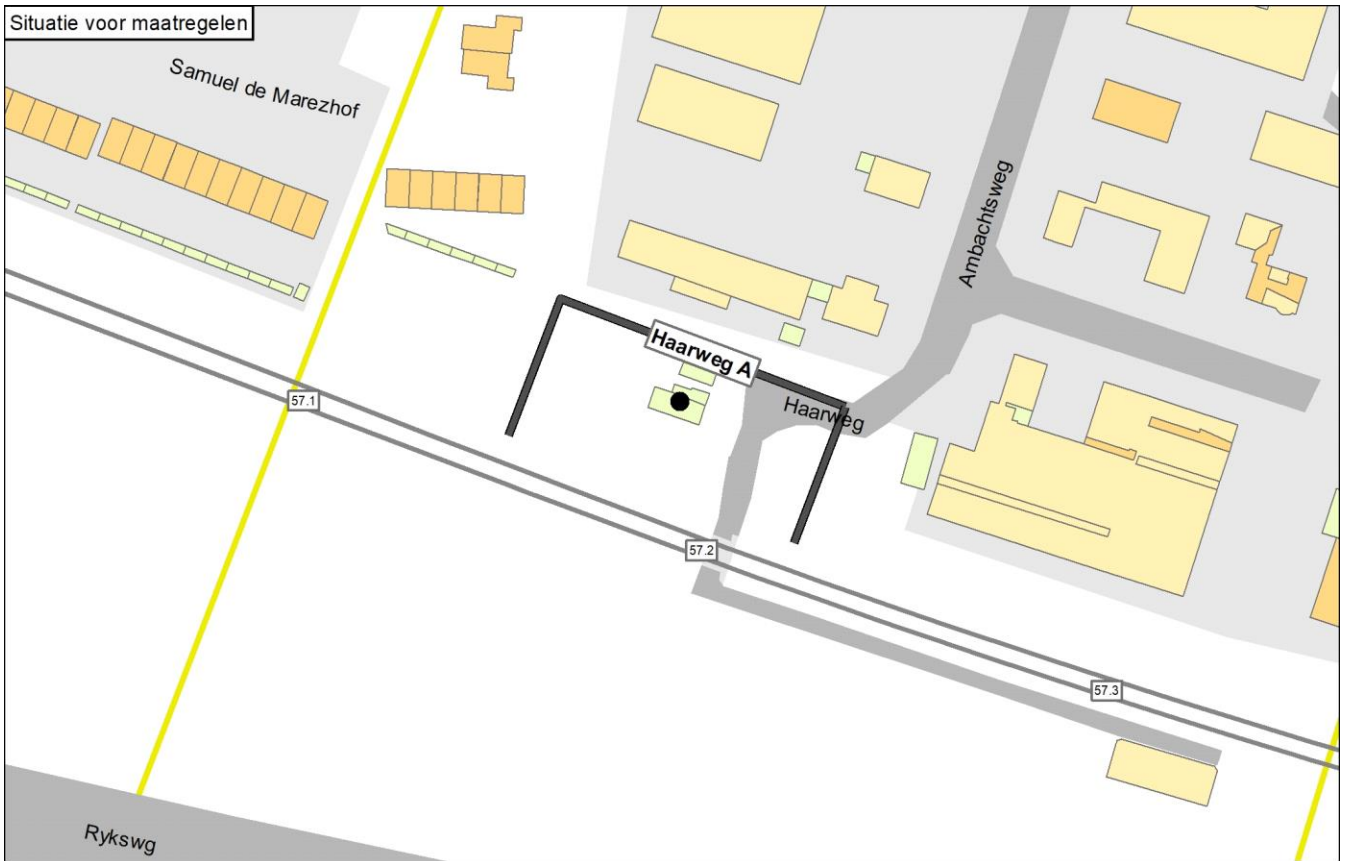 Situatie voor maatregelen
Samuel de Marezhof
Ambachtsweg
Haarweg A
Haarweg
57.1
57.2
57.3
Rykswg